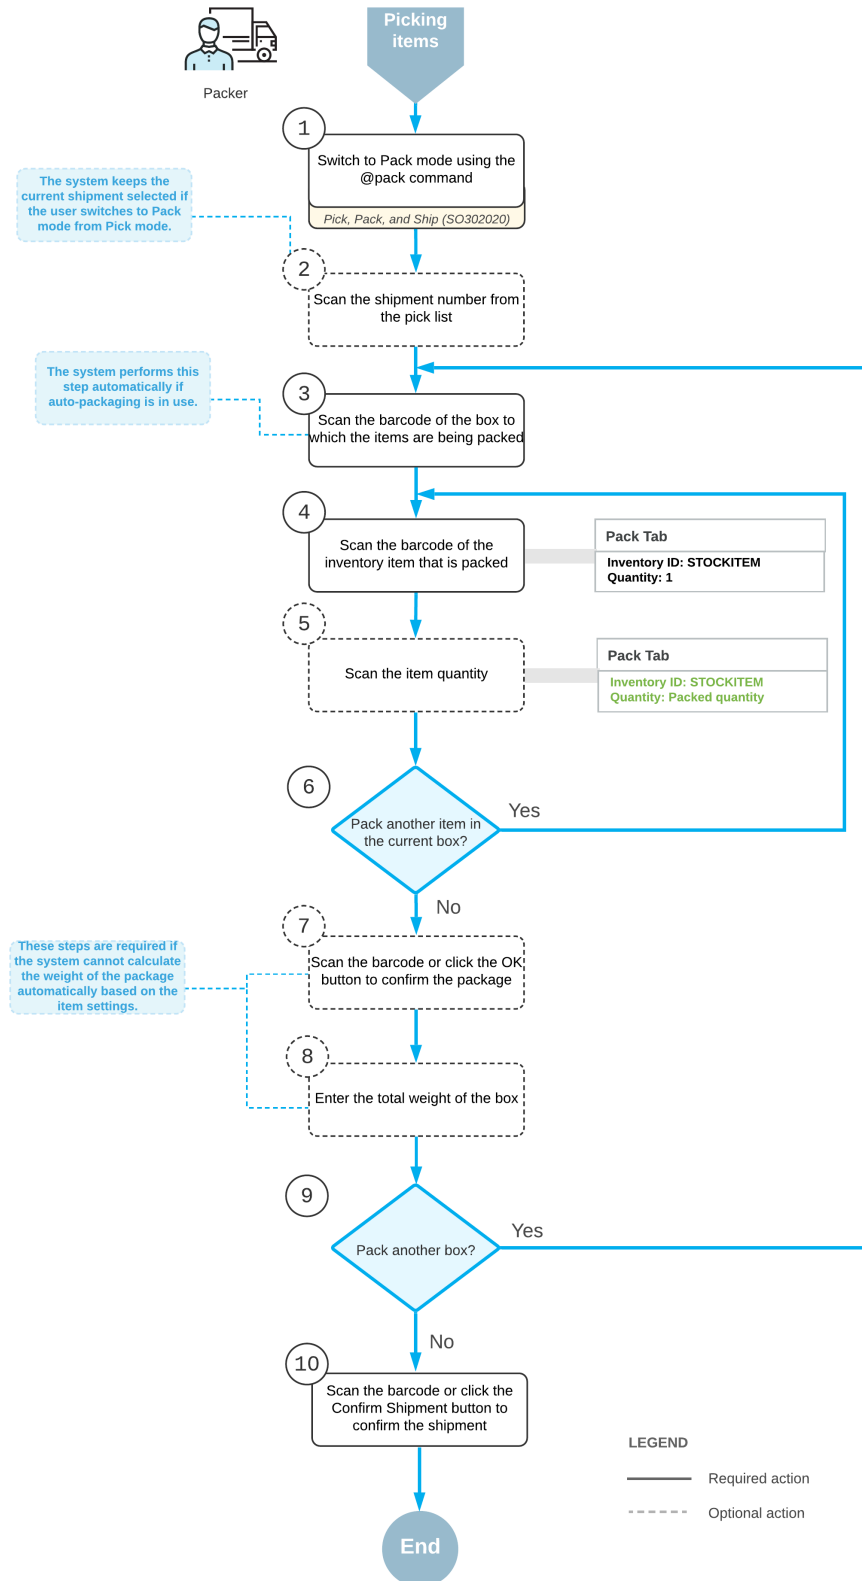 Picking
items
Packer
1
Switch to Pack mode using the
@pack command
Pick, Pack, and Ship (SO302020)
The system keeps the
current shipment selected if
the user switches to Pack
mode from Pick mode.
2
Scan the shipment number from
the pick list
The system performs this
step automatically if
auto-packaging is in use.
3
Scan the barcode of the box to
which the items are being packed
4
Scan the barcode of the
inventory item that is packed
Pack Tab
Inventory ID: STOCKITEM
Quantity: 1
5
Scan the item quantity
Pack Tab
Inventory ID: STOCKITEM
Quantity: Packed quantity
6
Pack another item in
the current box?
Yes
No
7
Scan the barcode or click the OK
button to confirm the package
These steps are required if
the system cannot calculate
the weight of the package
automatically based on the
item settings.
8
Enter the total weight of the box
9
Pack another box?
Yes
No
10
Scan the barcode or click the
Confirm Shipment button to
confirm the shipment
LEGEND
Required action
Optional action
End